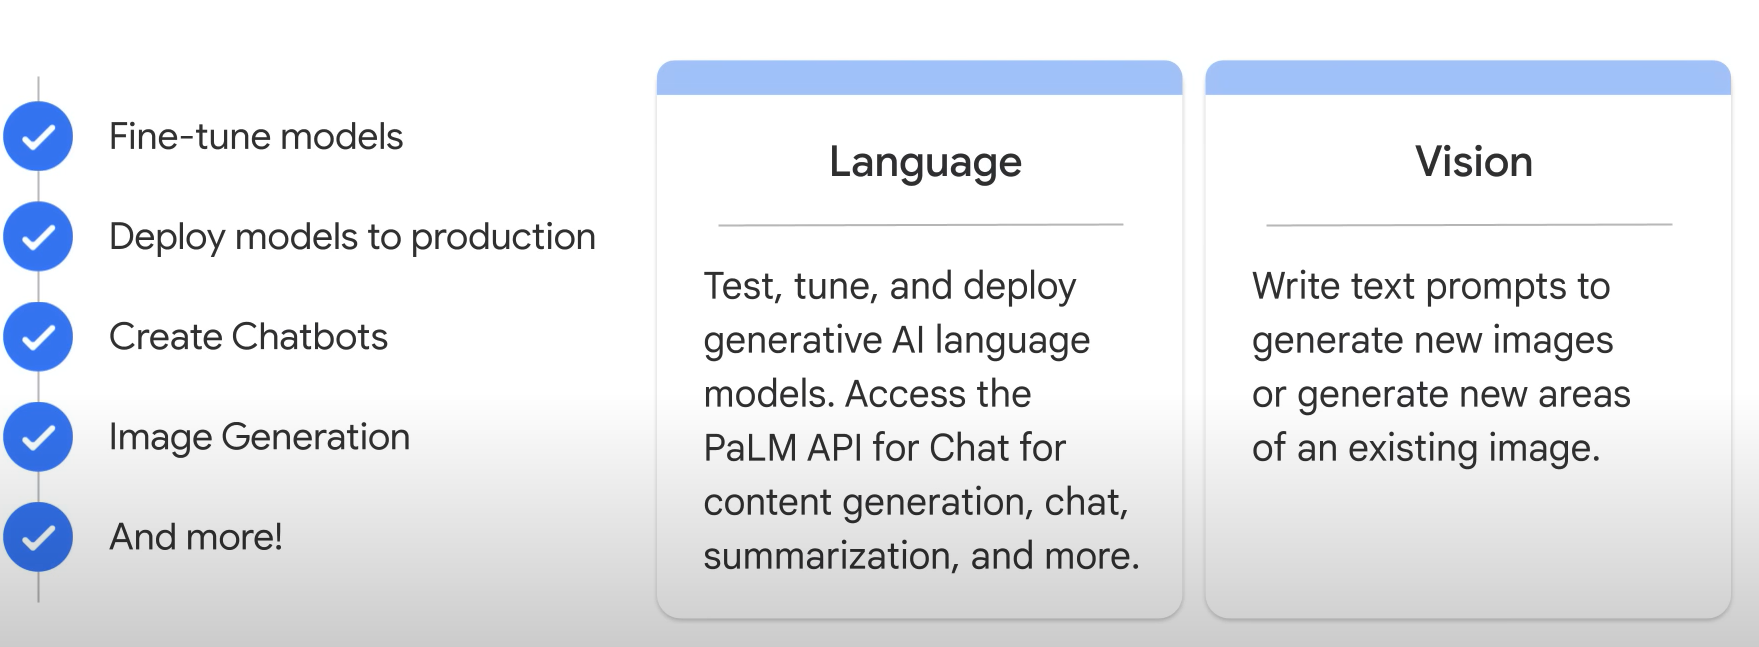 Fine-tune models
Deploy models to production
Create Chatbots
Image Generation
And more!
Language
Test, tune, and deploy
generative AI language
models. Access the
PaLM API for Chat for
content generation, chat,
summarization, and more.
Vision
Write text prompts to
generate new images
or generate new areas
of an existing image.